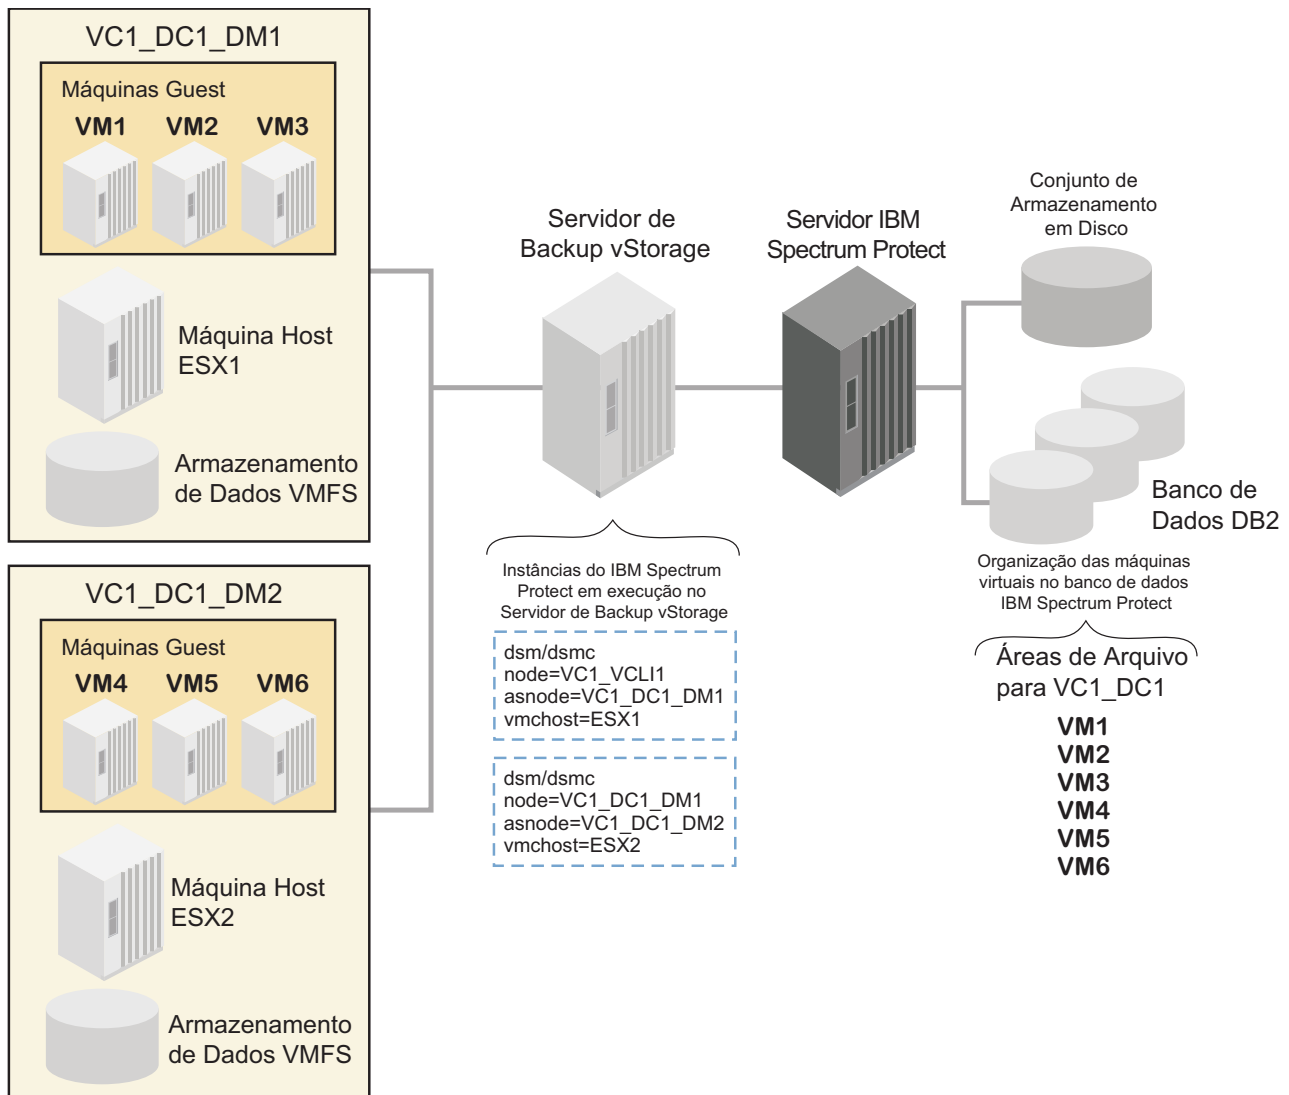 VC1_DC1_DM1
Máquinas Guest
VM1 VM2 VM3
Máquina Host
ESX1
Armazenamento
de Dados VMFS
VC1_DC1_DM2
Máquinas Guest
VM4 VM5 VM6
Máquina Host
ESX2
Armazenamento
de Dados VMFS
Servidor de
Backup vStorage
Instâncias do IBM Spectrum
Protect em execução no
Servidor de Backup vStorage
dsm/dsmc
node=VC1_VCLI1
asnode=VC1_DC1_DM1
vmchost=ESX1
dsm/dsmc
node=VC1_DC1_DM1
asnode=VC1_DC1_DM2
vmchost=ESX2
Servidor IBM
Spectrum Protect
Conjunto de
Armazenamento
em Disco
Banco de
Dados DB2
Organização das máquinas
virtuais no banco de dados
IBM Spectrum Protect
Áreas de Arquivo
para VC1_DC1
VM1
VM2
VM3
VM4
VM5
VM6